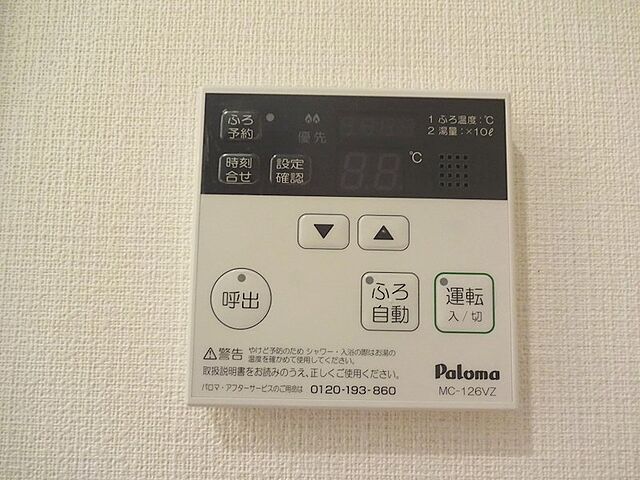 ふろ
予約
優先
1 ふろ温度:℃
2 湯量:×10ℓ
時刻
合せ
設定
確認
℃
▼
▲
呼出
ふろ
自動
運転
入/切
⚠警告
やけど予防のため シャワー・入浴の際はお湯の
温度を確かめて使用してください。
取扱説明書をお読みのうえ、正しくご使用ください。
パロマ・アフターサービスのご用命は 0120-193-860
Paloma
MC-126VZ